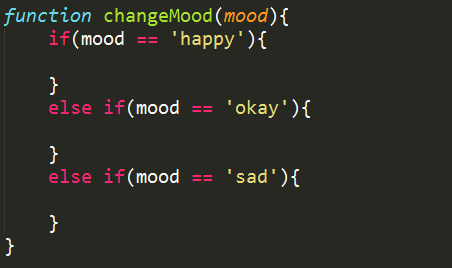 function changeMood(mood){
    if(mood == 'happy'){
    }
    else if(mood == 'okay'){
    }
    else if(mood == 'sad'){
    }
}